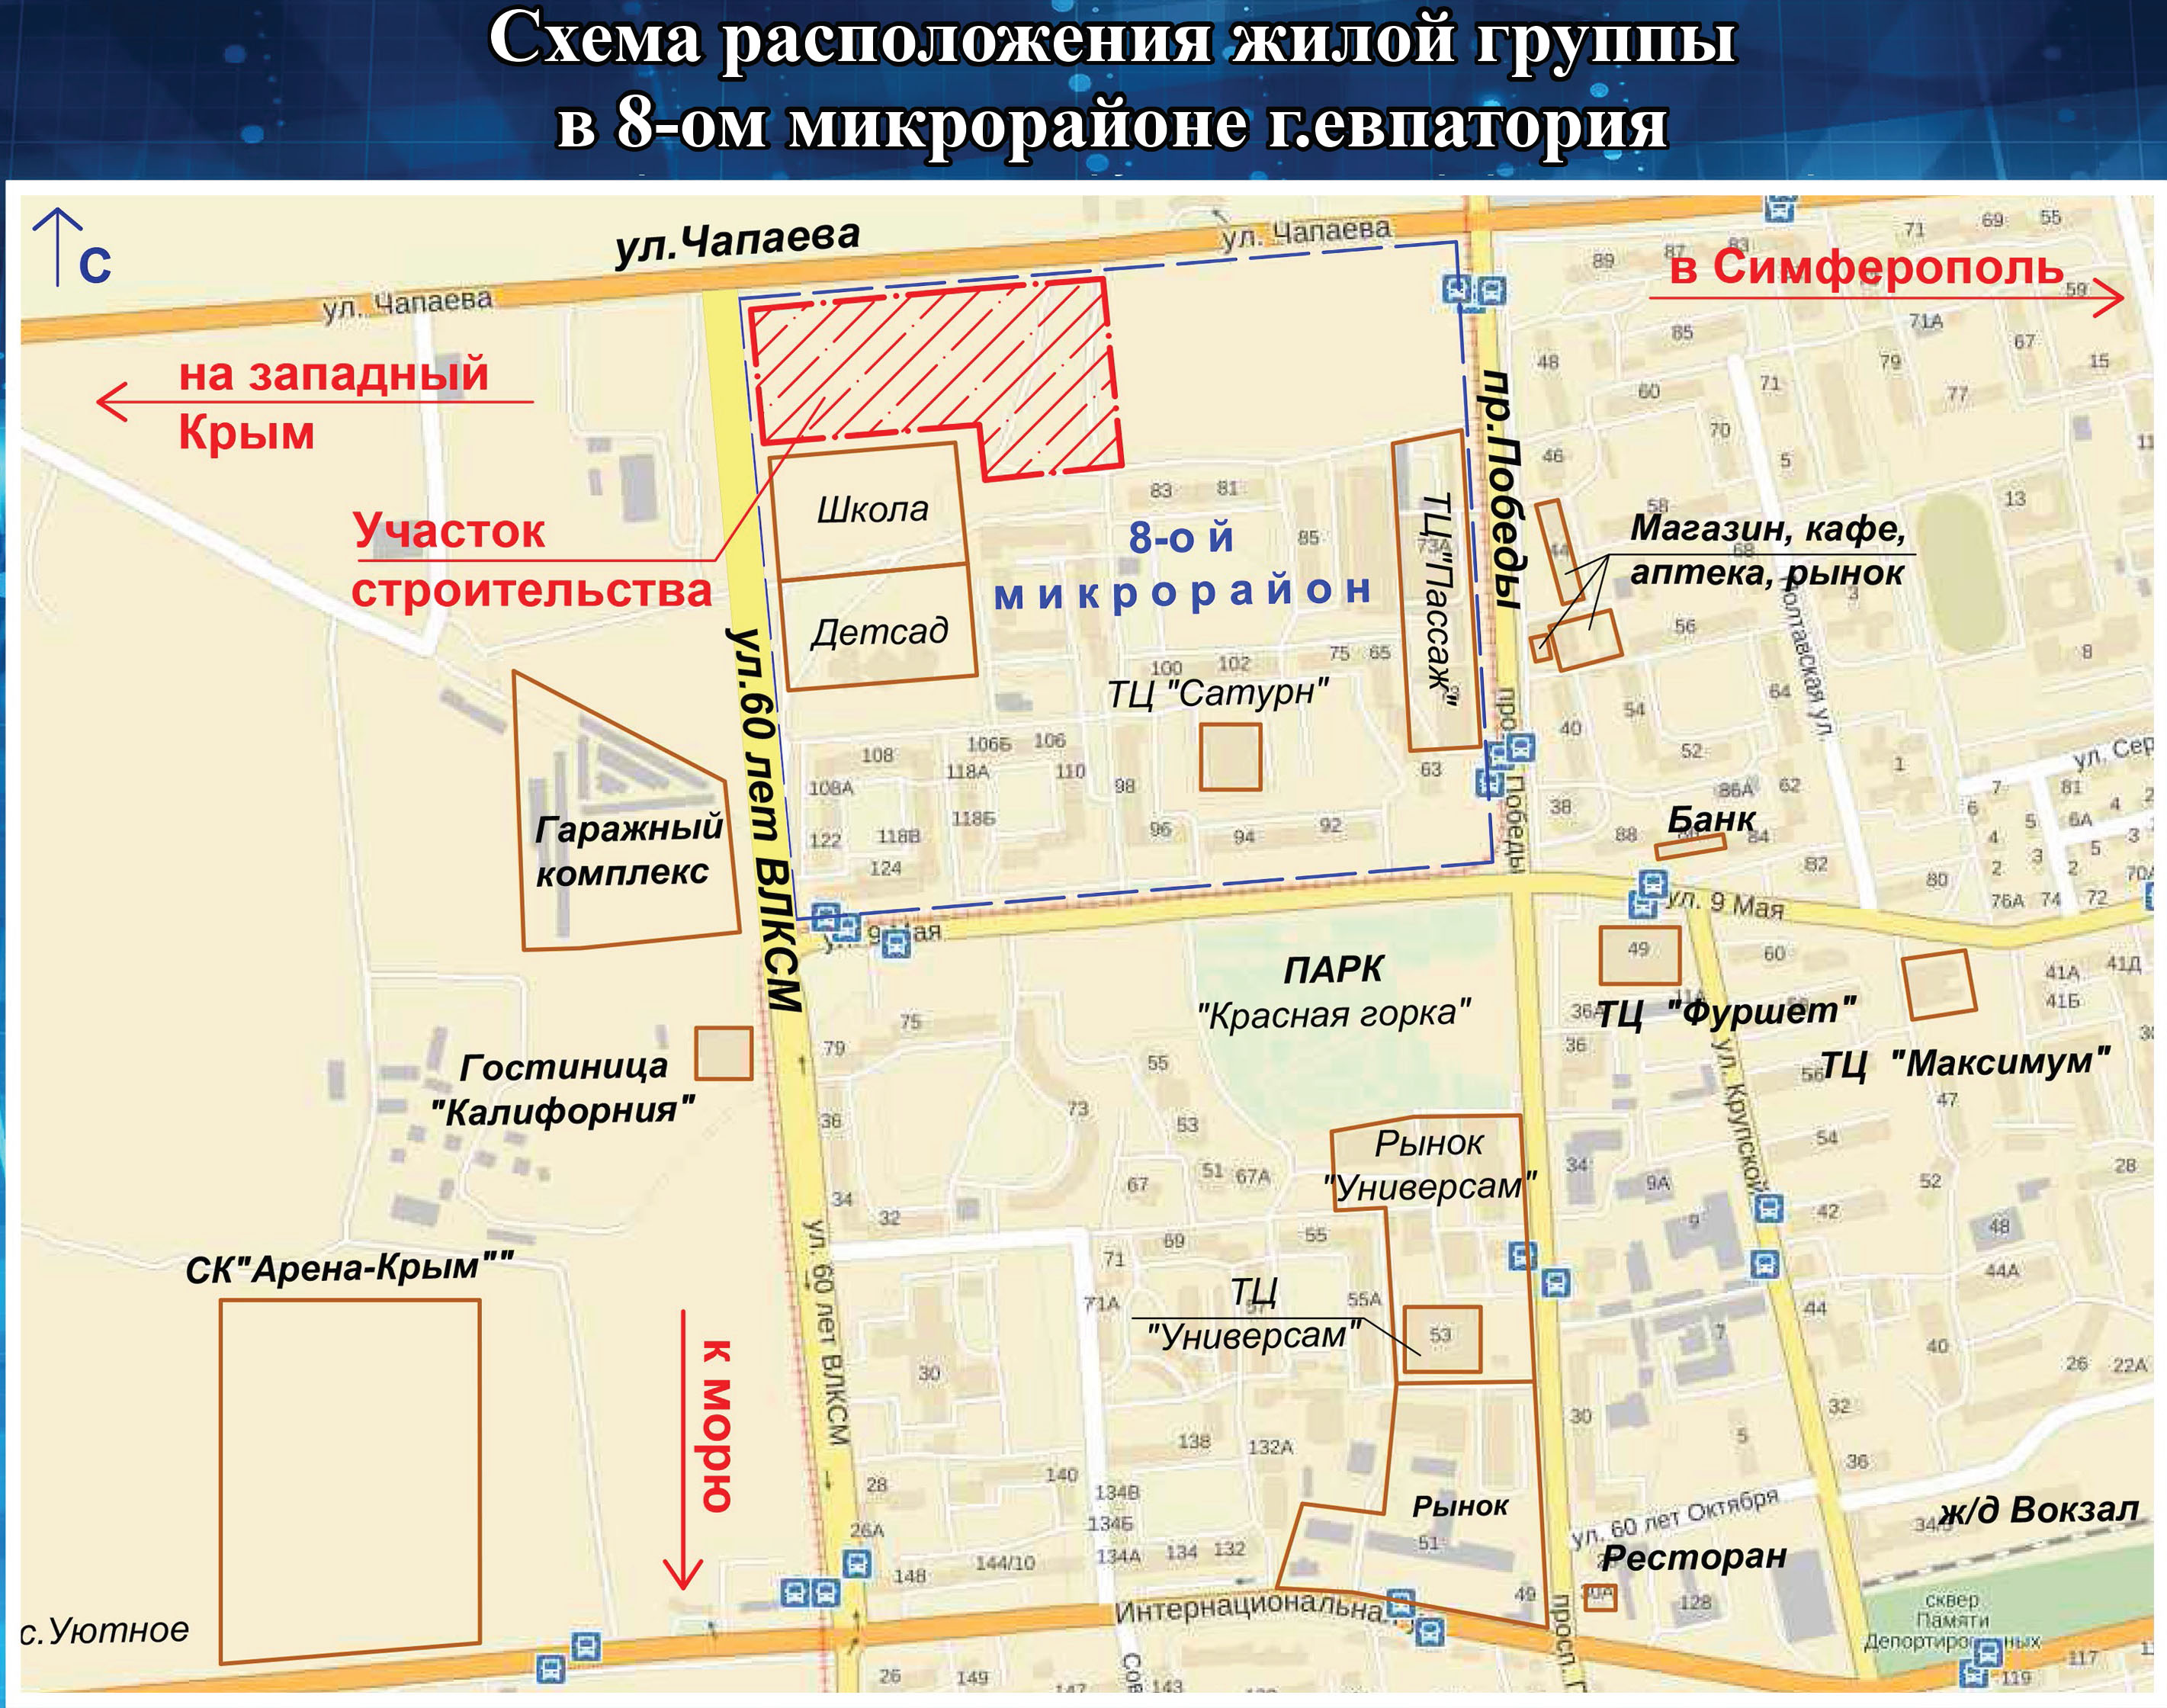 Схема расположения жилой группы
в 8-ом микрорайоне г.евпатория
С
ул.Чапаева
ул. Чапаева
ул. Чапаева
в Симферополь
71
69
55
89
87
83
59
на западный
Крым
85
71А
67
48
79
15
60
71
77
пр.Победы
70
46
5
13
Участок
строительства
Школа
83
81
8-ой
микрорайон
85
73А
ТЦ"Пассаж"
58
44
68
Магазин, кафе,
аптека, рынок
3
Детсад
56
8
75
65
100
102
ТЦ "Сатурн"
64
54
40
52
ул.60 лет ВЛКСМ
108
106Б
106
118А
110
108А
98
63
1
ул. Сер
7
81
86А
62
38
6
5
6А
4
Гаражный
комплекс
118Б
122
118В
96
94
92
124
Победы
Банк
88
84
82
4
3
5
3
2
2
80
76А
74
72
70А
ул. 9 Мая
49
60
ПАРК
"Красная горка"
36А
11А
ТЦ "Фуршет"
41А
41Д
41Б
75
79
36
55
ТЦ "Максимум"
56
47
Гостиница
"Калифорния"
73
53
36
ул. Крупской
54
Рынок
"Универсам"
34
9А
28
52
51
67А
67
34
32
9
42
48
69
55
71
44А
СК"Арена-Крым""
ТЦ
"Универсам"
71А
55А
53
44
7
40
26
22А
ул. 60 лет ВЛКСМ
30
к морю
32
30
5
138
132А
36
140
28
134В
Рынок
ул. 60 лет Октября
ж/д Вокзал
134Б
26А
134А
134
132
51
Ресторан
144/10
148
49
128
сквер
Памяти
Интернациональна
с.Уютное
117
119
26
149
143